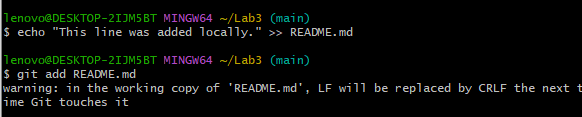 lenovo@DESKTOP-2IJM5BT MINGW64 ~/Lab3 (main)
$ echo "This line was added locally." >> README.md
lenovo@DESKTOP-2IJM5BT MINGW64 ~/Lab3 (main)
$ git add README.md
warning: in the working copy of 'README.md', LF will be replaced by CRLF the next t
ime Git touches it